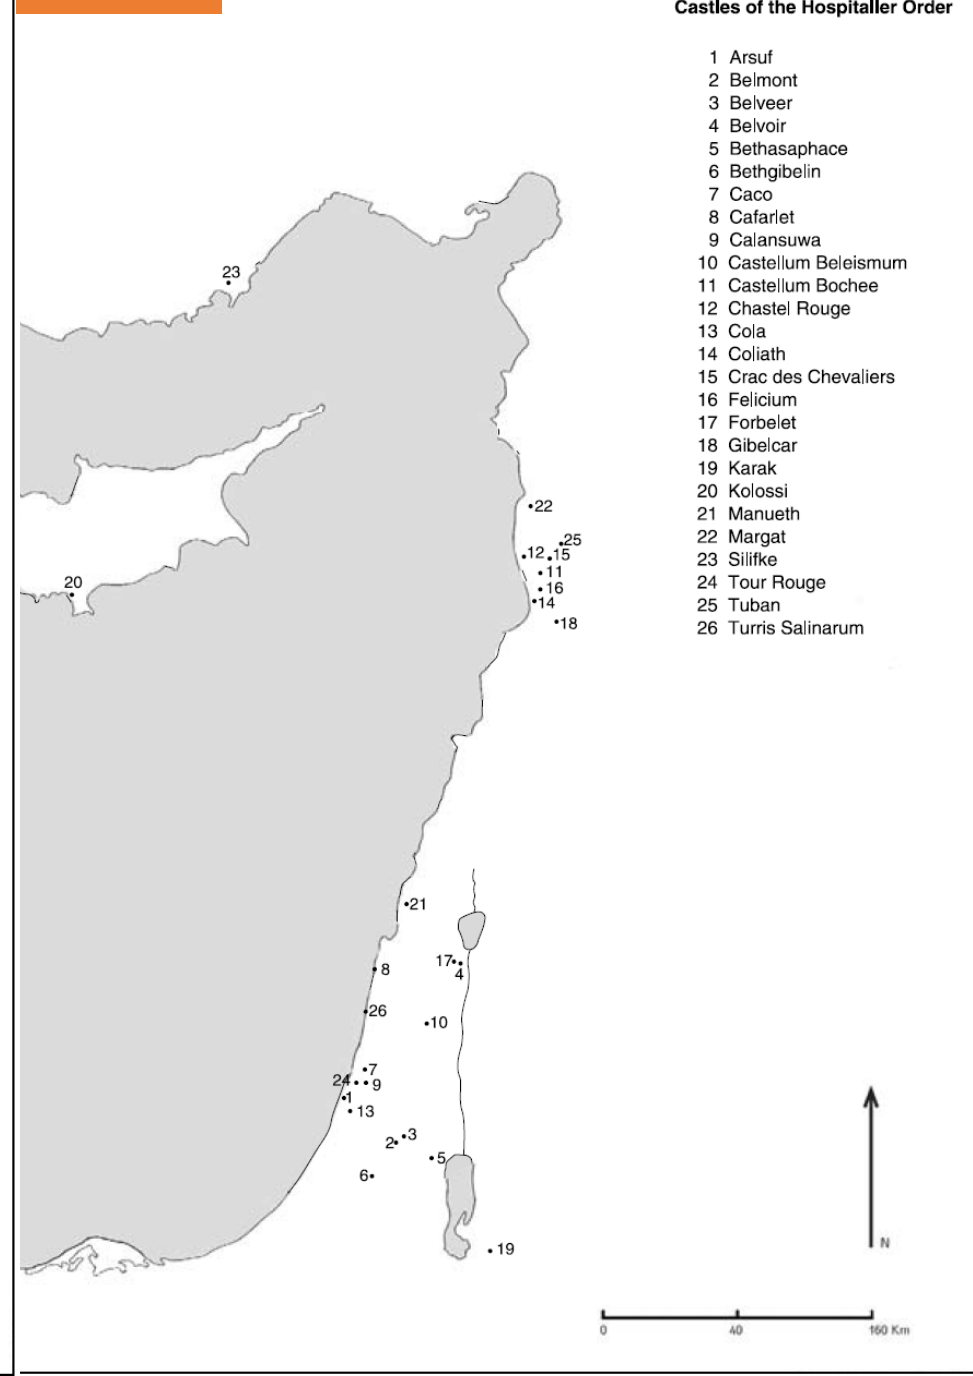 Castles of the Hospitaller Order
1 Arsuf
2 Belmont
3 Belveer
4 Belvoir
5 Bethasaphace
6 Bethgibelin
7 Caco
8 Cafarlet
9 Calansuwa
10 Castellum Beleismum
11 Castellum Bochee
12 Chastel Rouge
13 Cola
14 Coliath
15 Crac des Chevaliers
16 Felicium
17 Forbelet
18 Gibelcar
19 Karak
20 Kolossi
21 Manueth
22 Margat
23 Silifke
24 Tour Rouge
25 Tuban
26 Turris Salinarum
23
22
25
12 15
11
16
14
18
20
21
17
4
8
26
10
7
24 9
1
13
3
2
5
6
19
N
0 40 160 Km